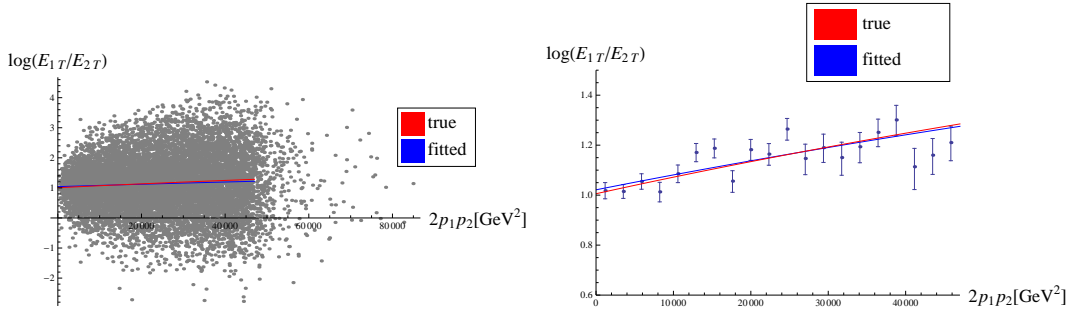 log(E1T/E2T)
4
3
2
1
-1
-2
20000
40000
60000
80000
2p1p2[GeV²]
true
fitted
true
fitted
log(E1T/E2T)
1.4
1.2
1.0
0.8
0.6
0
10000
20000
30000
40000
2p1p2[GeV²]